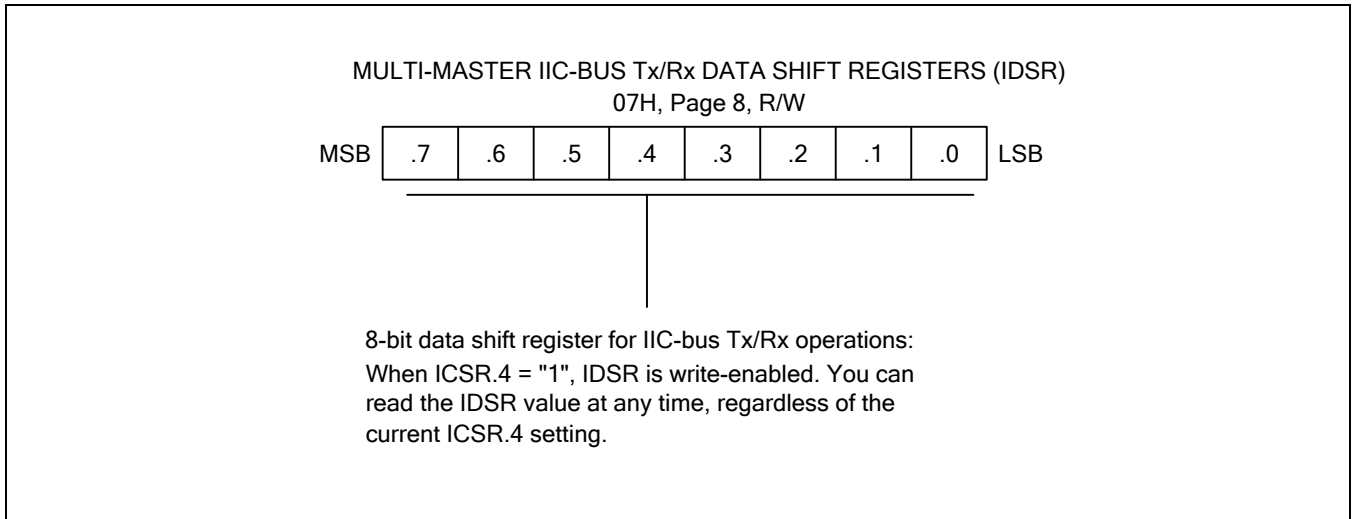 MULTI-MASTER IIC-BUS Tx/Rx DATA SHIFT REGISTERS (IDSR)
07H, Page 8, R/W
MSB .7 .6 .5 .4 .3 .2 .1 .0 LSB
8-bit data shift register for IIC-bus Tx/Rx operations:
When ICSR.4 = "1", IDSR is write-enabled. You can
read the IDSR value at any time, regardless of the
current ICSR.4 setting.